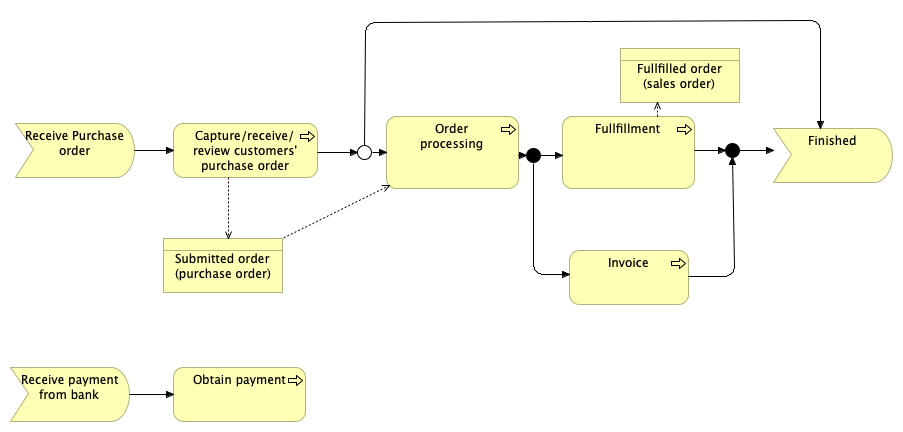 Fullfilled order
(sales order)
Receive Purchase
order
Capture/receive/
review customers'
purchase order
Order
processing
Fullfillment
Finished
Submitted order
(purchase order)
Invoice
Receive payment
from bank
Obtain payment